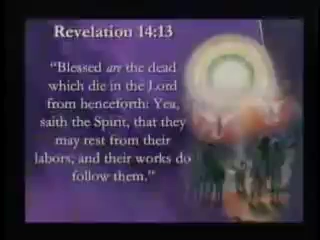 Revelation 14:13
“Blessed are the dead
which die in the Lord
from henceforth: Yea,
saith the Spirit, that they
may rest from their
labors; and their works do
follow them.”